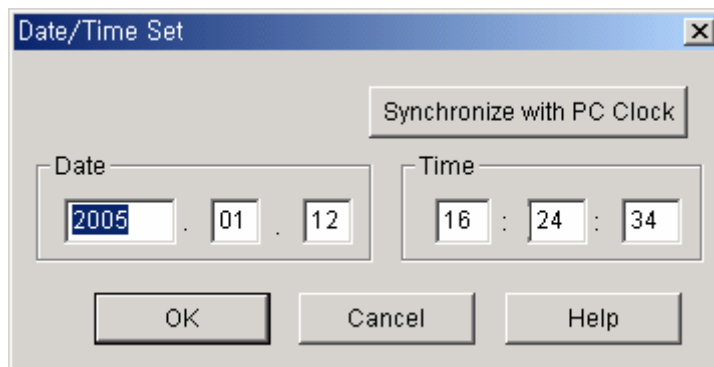 Date/Time Set
Synchronize with PC Clock
Date
Time
2005 . 01 . 12
16 : 24 : 34
OK
Cancel
Help